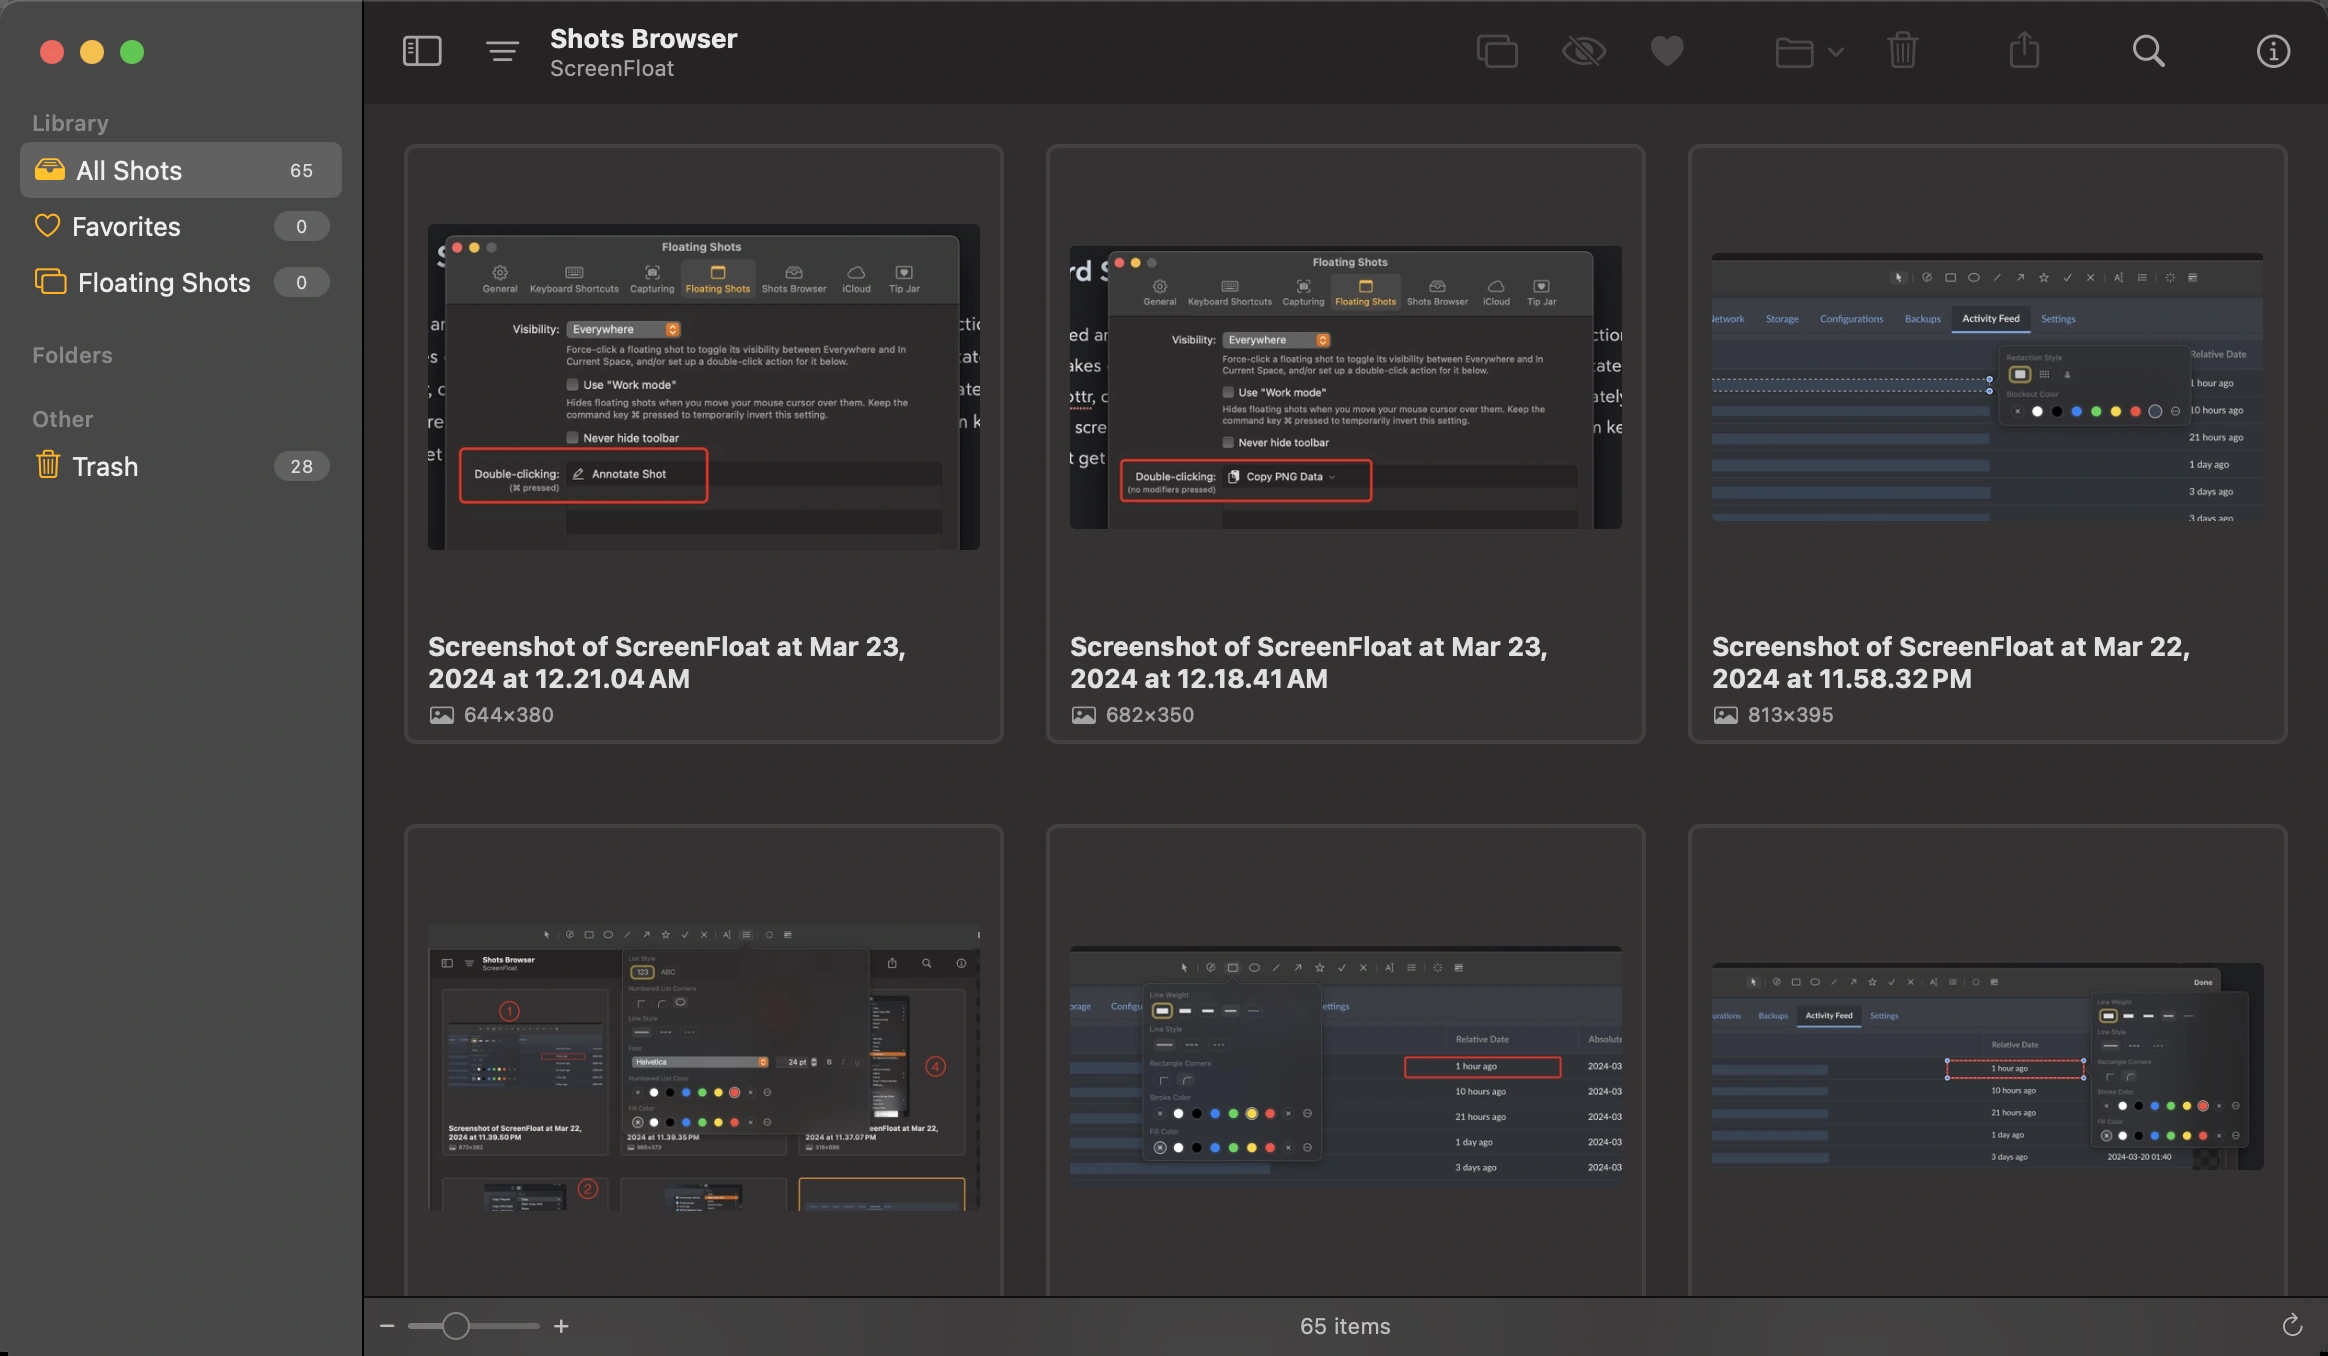 Shots Browser
ScreenFloat
Library
All Shots 65
Favorites 0
Floating Shots 0
Folders
Other
Trash 28
Floating Shots
General Keyboard Shortcuts Capturing Floating Shots Shots Browser iCloud Tip Jar
Visibility: Everywhere
Force-click a floating shot to toggle its visibility between Everywhere and In
Current Space, and/or set up a double-click action for it below.
Use "Work mode"
Hides floating shots when you move your mouse cursor over them. Keep the
command key ⌘ pressed to temporarily invert this setting.
Never hide toolbar
Double-clicking: Annotate Shot
(⌘ pressed)
Screenshot of ScreenFloat at Mar 23,
2024 at 12.21.04 AM
644×380
Floating Shots
General Keyboard Shortcuts Capturing Floating Shots Shots Browser iCloud Tip Jar
Visibility: Everywhere
Force-click a floating shot to toggle its visibility between Everywhere and In
Current Space, and/or set up a double-click action for it below.
Use "Work mode"
Hides floating shots when you move your mouse cursor over them. Keep the
command key ⌘ pressed to temporarily invert this setting.
Never hide toolbar
Double-clicking: Copy PNG Data
(no modifiers pressed)
Screenshot of ScreenFloat at Mar 23,
2024 at 12.18.41 AM
682×350
Network Storage Configurations Backups Activity Feed Settings
Relative Date
Redaction Style
Blockout Color
1 hour ago
10 hours ago
21 hours ago
1 day ago
3 days ago
3 days ago
Screenshot of ScreenFloat at Mar 22,
2024 at 11.58.32 PM
813×395
Shots Browser
ScreenFloat
List Style
123 ABC
Numbered List Corners
Line Style
Font
Helvetica 24 pt B
Numbered List Color
Fill Color
1
4
2
Screenshot of ScreenFloat at Mar 22,
2024 at 11.39.50 PM
2024 at 11.39.35 PM
2024 at 11.37.07 PM
Line Weight
Line Style
Rectangle Corners
Stroke Color
Fill Color
Relative Date
1 hour ago 2024-03
10 hours ago 2024-03
21 hours ago 2024-03
1 day ago 2024-03
3 days ago 2024-03
Done
Backups Activity Feed Settings
Line Weight
Line Style
Rectangle Corners
Stroke Color
Fill Color
Relative Date
1 hour ago
10 hours ago
21 hours ago
1 day ago
3 days ago 2024-03-20 01:40
65 items